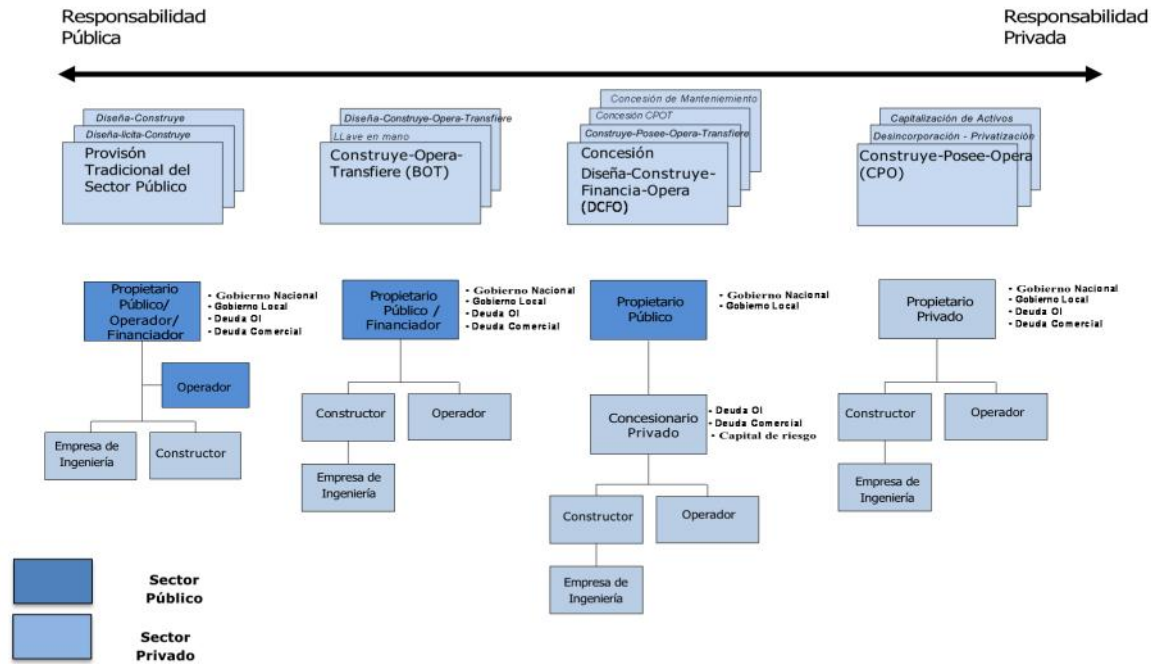 Responsabilidad
Pública
Responsabilidad
Privada
Diseña-Construye
Diseña-licita-Construye
Provisón
Tradicional del
Sector Público
Diseña-Construye-Opera-Transfiere
LLave en mano
Construye-Opera-
Transfiere (BOT)
Concesión de Manteniemiento
Concesión CPOT
Construye-Posee-Opera-Transfiere
Concesión
Diseña-Construye-
Financia-Opera
(DCFO)
Capitalización de Activos
Desincorporación - Privatización
Construye-Posee-Opera
(CPO)
Propietario
Público/
Operador/
Financiador
- Gobierno Nacional
- Gobierno Local
- Deuda OI
- Deuda Comercial
Operador
Empresa de
Ingeniería
Constructor
Propietario
Público /
Financiador
- Gobierno Nacional
- Gobierno Local
- Deuda OI
- Deuda Comercial
Constructor
Operador
Empresa de
Ingeniería
Propietario
Público
- Gobierno Nacional
- Gobierno Local
Concesionario
Privado
- Deuda OI
- Deuda Comercial
- Capital de riesgo
Constructor
Operador
Empresa de
Ingeniería
Propietario
Privado
- Gobierno Nacional
- Gobierno Local
- Deuda OI
- Deuda Comercial
Constructor
Operador
Empresa de
Ingeniería
Sector
Público
Sector
Privado